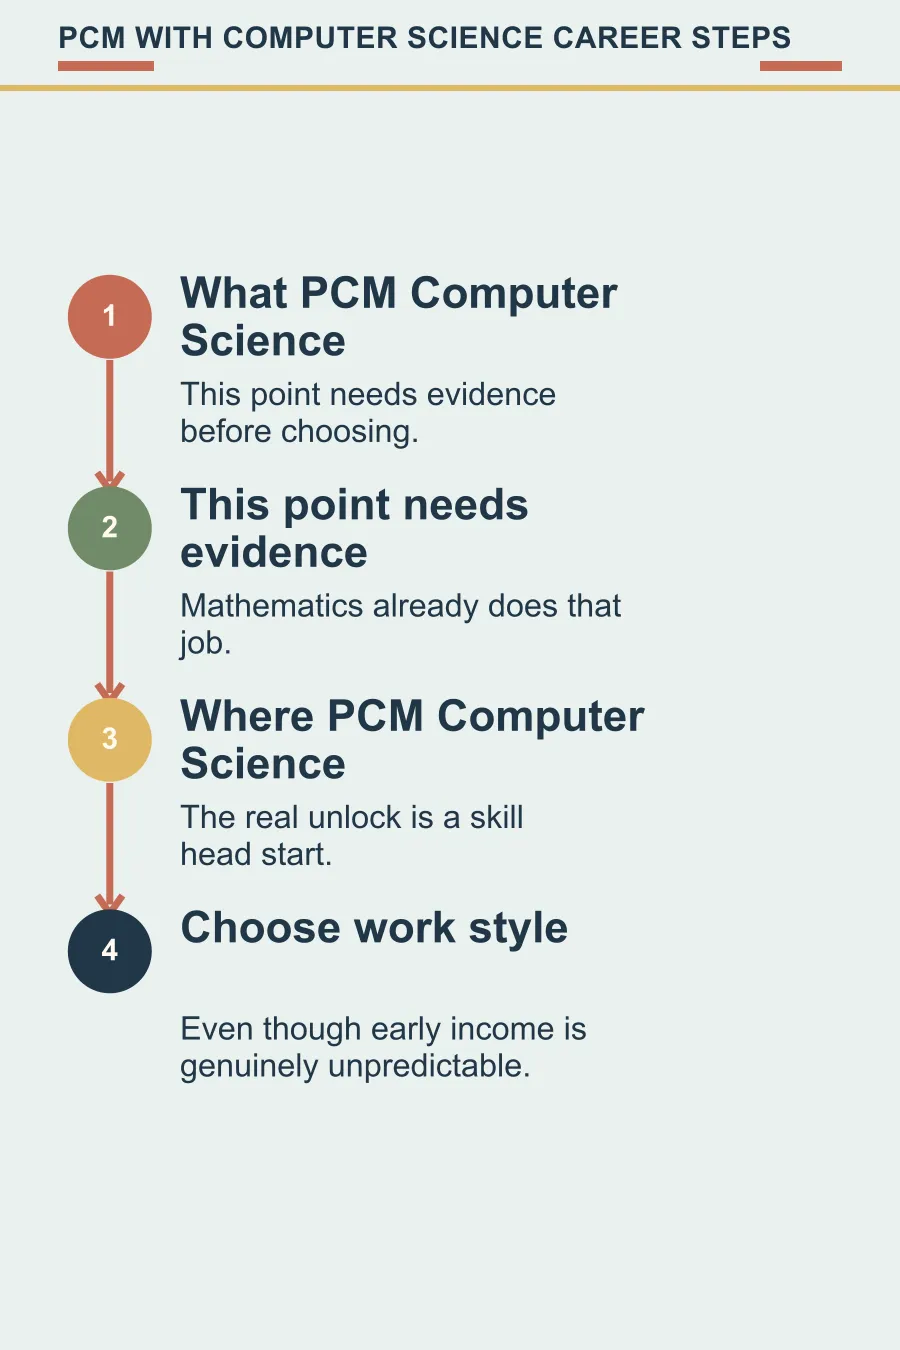 PCM WITH COMPUTER SCIENCE CAREER STEPS
1
What PCM Computer
Science
This point needs evidence
before choosing.
2
This point needs
evidence
Mathematics already does that
job.
3
Where PCM Computer
Science
The real unlock is a skill
head start.
4
Choose work style
Even though early income is
genuinely unpredictable.